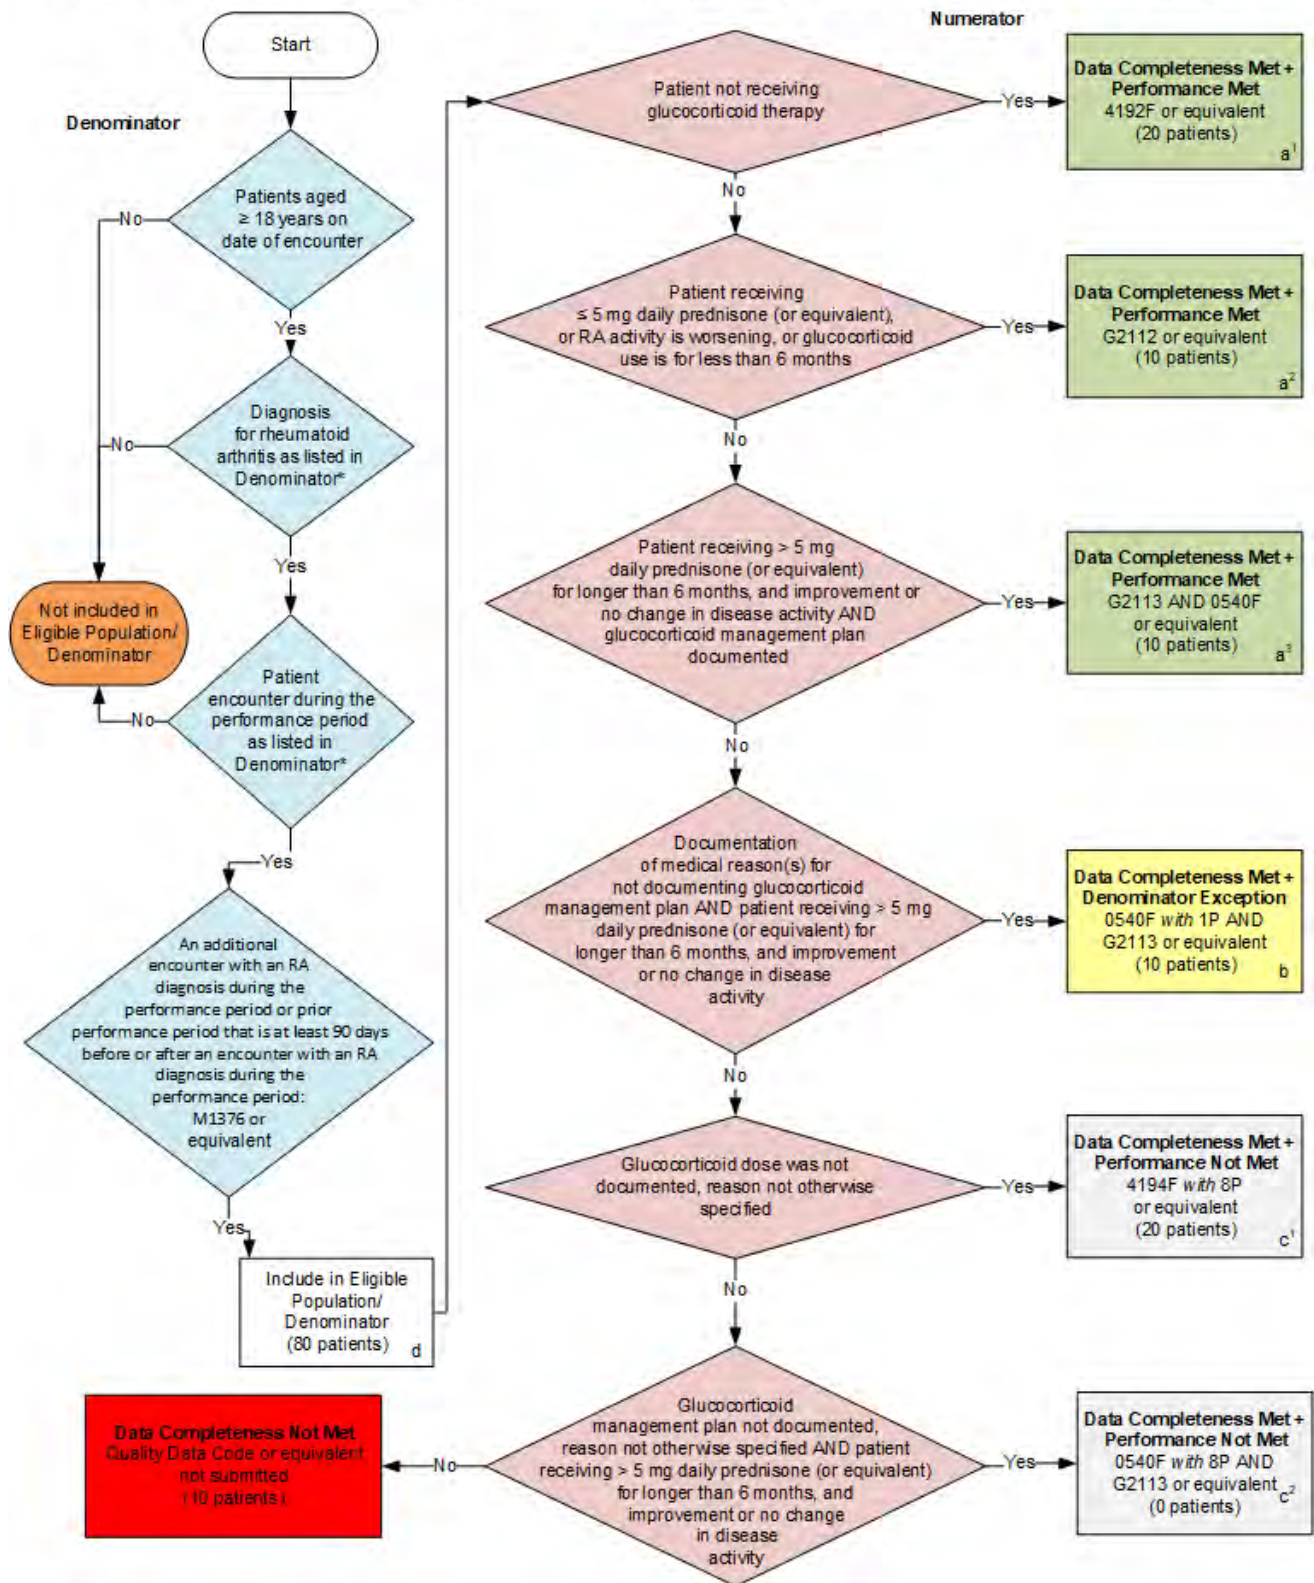 Start
Denominator
Patients aged
≥ 18 years on
date of encounter
No
Yes
Diagnosis
for rheumatoid
arthritis as listed in
Denominator*
No
Yes
Not included in
Eligible Population/
Denominator
Patient
encounter during the
performance period
as listed in
Denominator*
No
Yes
An additional
encounter with an RA
diagnosis during the
performance period or prior
performance period that is at least 90 days
before or after an encounter with an RA
diagnosis during the
performance period:
M1376 or
equivalent
Yes
Include in Eligible
Population/
Denominator
(80 patients)
d
Numerator
Patient not receiving
glucocorticoid therapy
Yes
Data Completeness Met +
Performance Met
4192F or equivalent
(20 patients)
a¹
No
Patient receiving
≤ 5 mg daily prednisone (or equivalent),
or RA activity is worsening, or glucocorticoid
use is for less than 6 months
Yes
Data Completeness Met +
Performance Met
G2112 or equivalent
(10 patients)
a²
No
Patient receiving > 5 mg
daily prednisone (or equivalent)
for longer than 6 months, and improvement or
no change in disease activity AND
glucocorticoid management plan
documented
Yes
Data Completeness Met +
Performance Met
G2113 AND 0540F
or equivalent
(10 patients)
a³
No
Documentation
of medical reason(s) for
not documenting glucocorticoid
management plan AND patient receiving > 5 mg
daily prednisone (or equivalent) for
longer than 6 months, and improvement
or no change in disease
activity
Yes
Data Completeness Met +
Denominator Exception
0540F with 1P AND
G2113 or equivalent
(10 patients)
b
No
Glucocorticoid dose was not
documented, reason not otherwise
specified
Yes
Data Completeness Met +
Performance Not Met
4194F with 8P
or equivalent
(20 patients)
c¹
No
Glucocorticoid
management plan not documented,
reason not otherwise specified AND patient
receiving > 5 mg daily prednisone (or equivalent)
for longer than 6 months, and
improvement or no change
in disease
activity
Yes
Data Completeness Met +
Performance Not Met
0540F with 8P AND
G2113 or equivalent
(0 patients)
c²
No
Data Completeness Not Met
Quality Data Code or equivalent
not submitted
(10 patients)